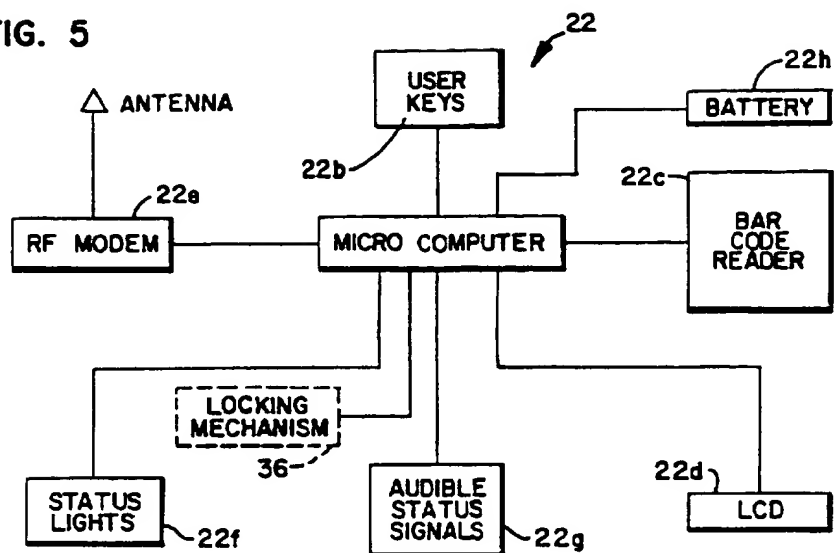 FIG. 5
22
ANTENNA
USER
KEYS
22b
22h
BATTERY
22e
22c
RF MODEM
MICRO COMPUTER
BAR
CODE
READER
LOCKING
MECHANISM
36
STATUS
LIGHTS
22f
AUDIBLE
STATUS
SIGNALS
22g
22d
LCD